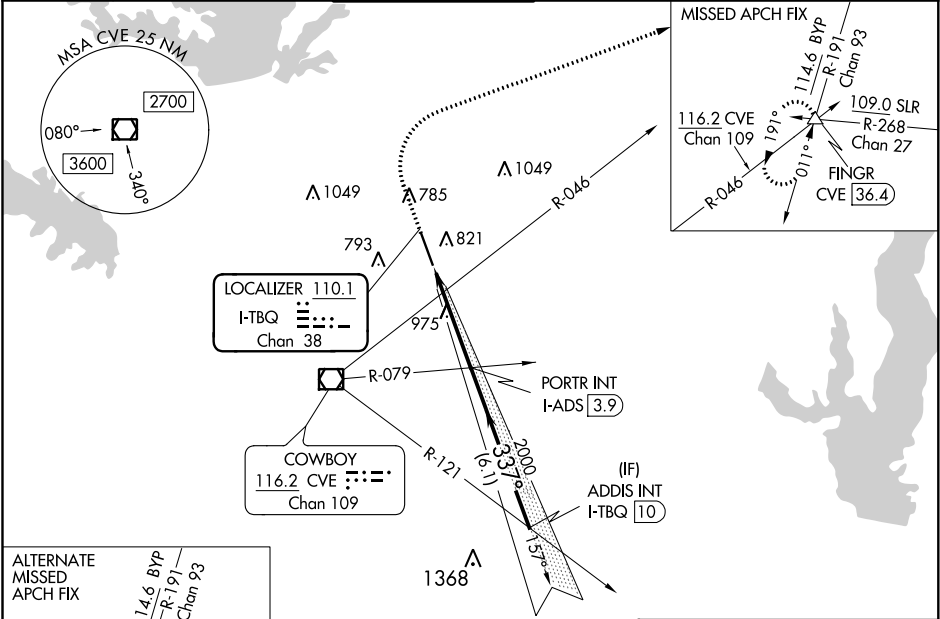 MSA CVE 25 NM
2700
080°
3600
340°
MISSED APCH FIX
114.6 BYP
R-191
Chan 93
116.2 CVE
Chan 109
191°
109.0 SLR
R-268
Chan 27
011°
FINGR
CVE 36.4
R-046
1049
785
1049
R-046
793
821
LOCALIZER 110.1
I-TBQ
Chan 38
975
R-079
PORTR INT
I-ADS 3.9
COWBOY
116.2 CVE
Chan 109
R-121
2000
337°
(6.1)
(IF)
ADDIS INT
I-TBQ 10
157°
1368
ALTERNATE
MISSED
APCH FIX
14.6 BYP
R-191
Chan 93